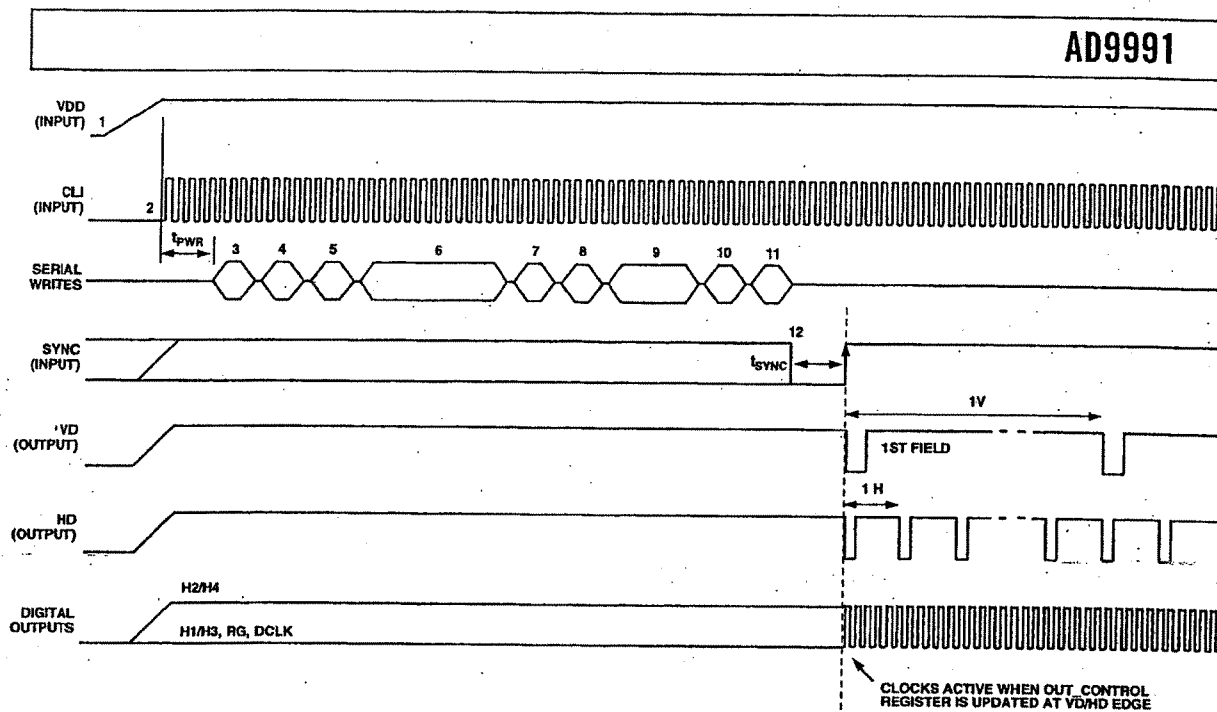 AD9991
VDD
(INPUT)
1
CLI
(INPUT)
2
tPWR
SERIAL
WRITES
3 4 5 6 7 8 9 10 11
SYNC
(INPUT)
12
tSYNC
VD
(OUTPUT)
1V
1ST FIELD
HD
(OUTPUT)
1 H
DIGITAL
OUTPUTS
H2/H4
H1/H3, RG, DCLK
CLOCKS ACTIVE WHEN OUT_CONTROL
REGISTER IS UPDATED AT VD/HD EDGE